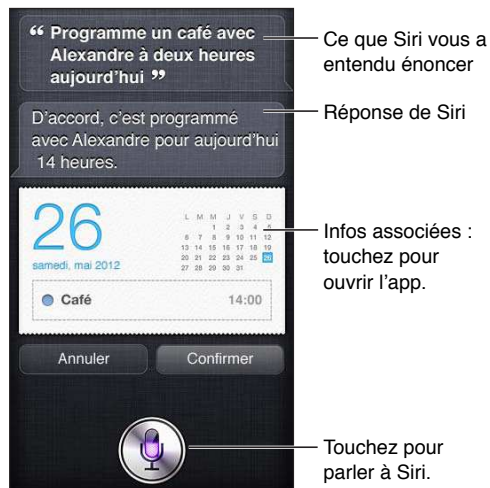 “ Programme un café avec
Alexandre à deux heures
aujourd’hui ”
Ce que Siri vous a
entendu énoncer
D’accord, c’est programmé
avec Alexandre pour aujourd’hui
14 heures.
Réponse de Siri
26
samedi, mai 2012
L M M J V S D
1 2 3 4 5
6 7 8 9 10 11 12
13 14 15 16 17 18 19
20 21 22 23 24 25 26
27 28 29 30 31
Café 14:00
Infos associées :
touchez pour
ouvrir l’app.
Annuler Confirmer
Touchez pour
parler à Siri.